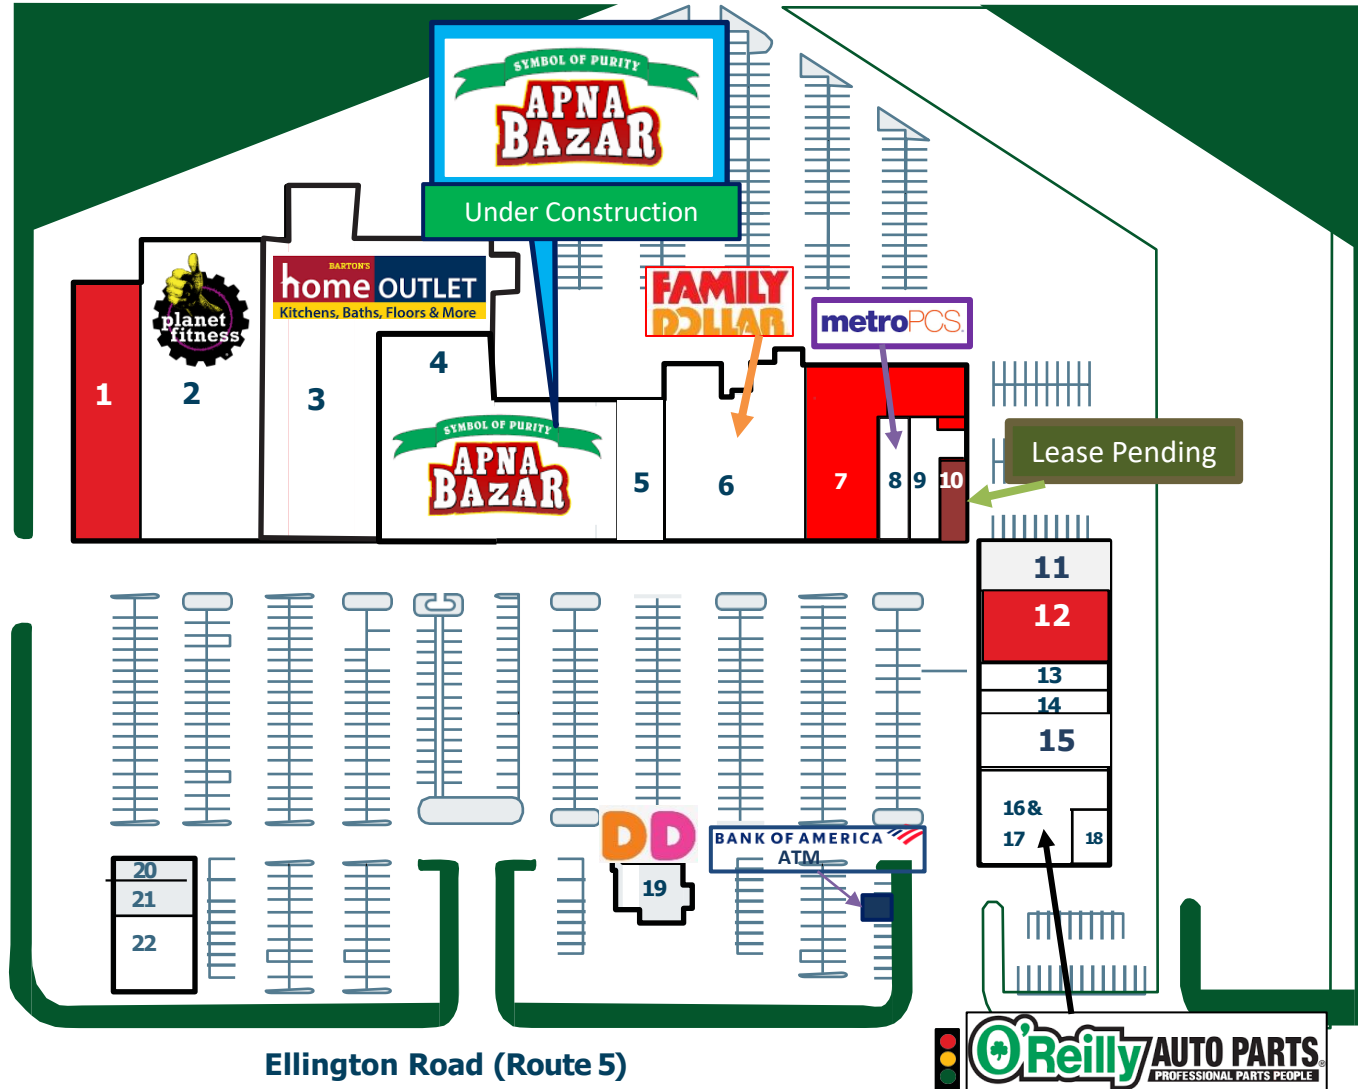 SYMBOL OF PURITY
APNA
BAZAR
Under Construction
planet
fitness
BARTON'S
home OUTLET
Kitchens, Baths, Floors & More
FAMILY
DOLLAR
metroPCS.
1
2
3
4
SYMBOL OF PURITY
APNA
BAZAR
5
6
7
8
9
10
Lease Pending
11
12
13
14
15
16 &
17
18
DD
BANK OF AMERICA
ATM
19
20
21
22
Ellington Road (Route 5)
O'Reilly AUTO PARTS
PROFESSIONAL PARTS PEOPLE